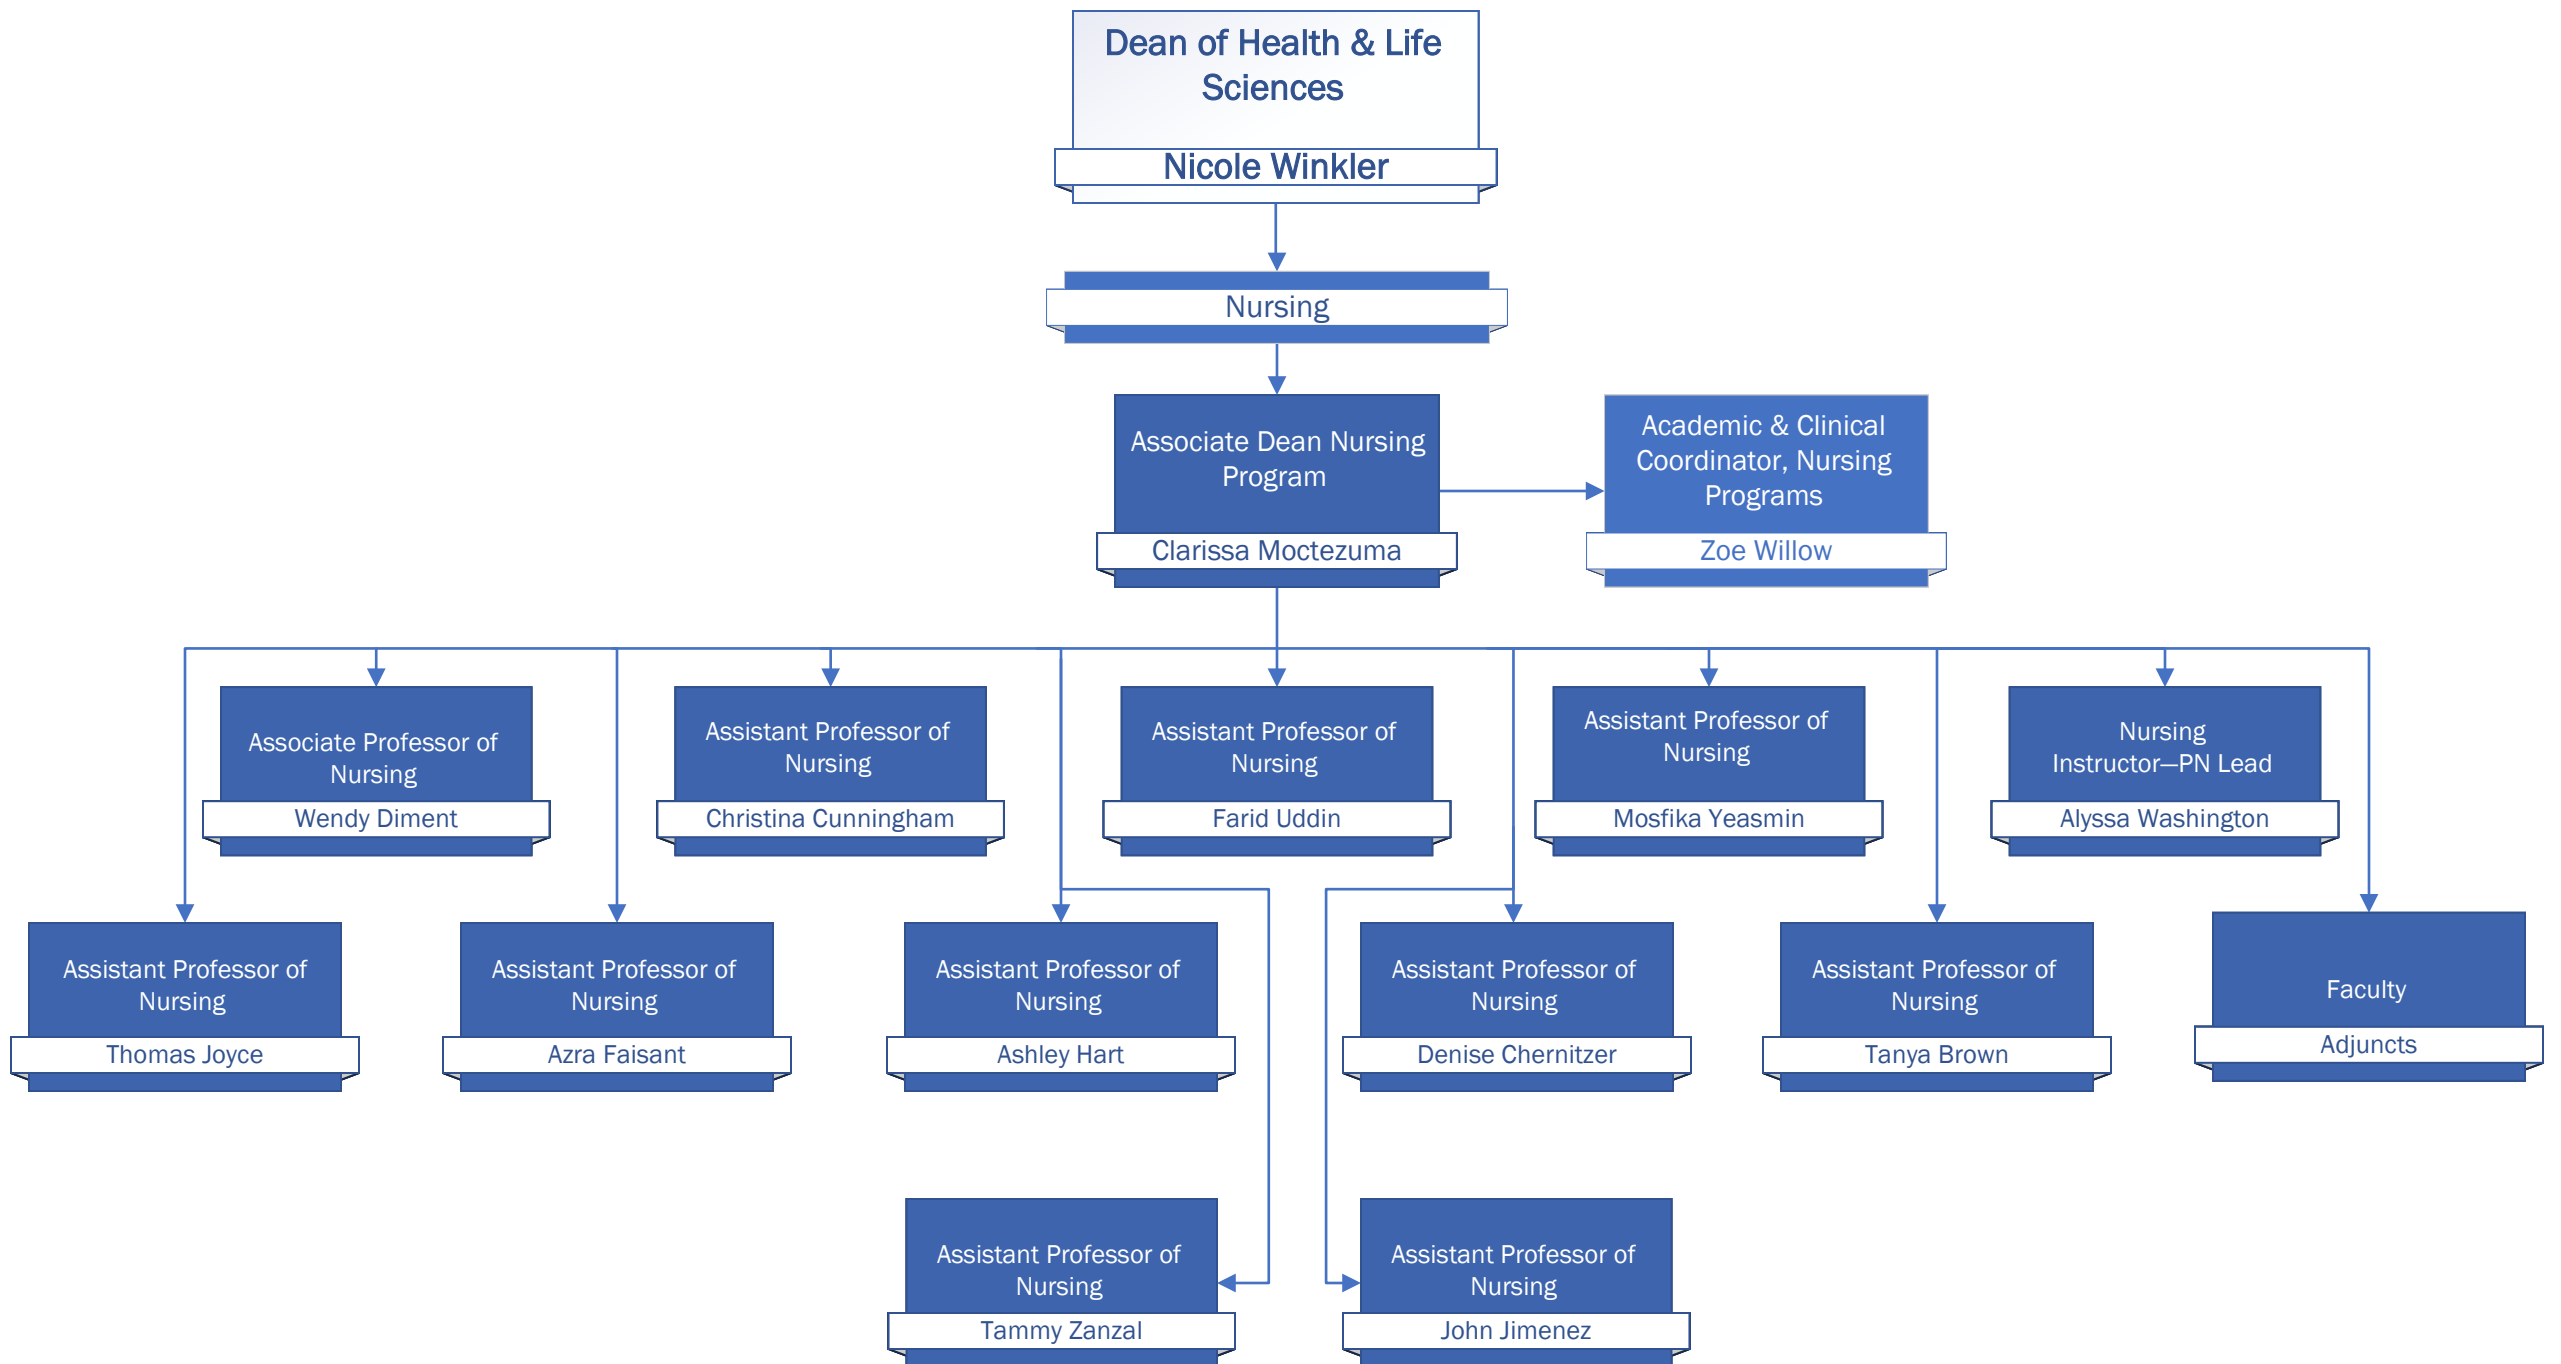 Dean of Health & Life
Sciences
Nicole Winkler
Nursing
Associate Dean Nursing
Program
Clarissa Moctezuma
Academic & Clinical
Coordinator, Nursing
Programs
Zoe Willow
Associate Professor of
Nursing
Wendy Diment
Assistant Professor of
Nursing
Christina Cunningham
Assistant Professor of
Nursing
Farid Uddin
Assistant Professor of
Nursing
Mosfika Yeasmin
Nursing
Instructor—PN Lead
Alyssa Washington
Assistant Professor of
Nursing
Thomas Joyce
Assistant Professor of
Nursing
Azra Faisant
Assistant Professor of
Nursing
Ashley Hart
Assistant Professor of
Nursing
Denise Chernitzer
Assistant Professor of
Nursing
Tanya Brown
Faculty
Adjuncts
Assistant Professor of
Nursing
Tammy Zanzal
Assistant Professor of
Nursing
John Jimenez